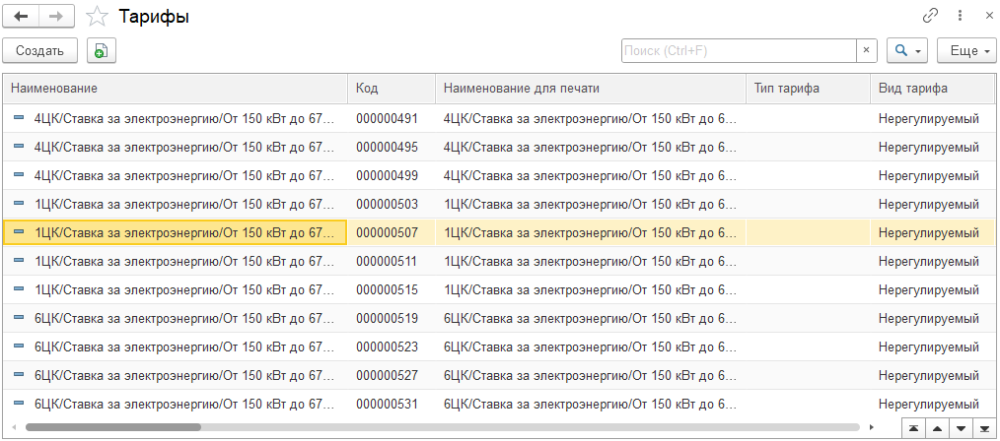 Тарифы
Создать
Поиск (Ctrl+F)
×
Еще
Наименование Код Наименование для печати Тип тарифа Вид тарифа
4ЦК/Ставка за электроэнергию/От 150 кВт до 67... 000000491 4ЦК/Ставка за электроэнергию/От 150 кВт до 6... Нерегулируемый
4ЦК/Ставка за электроэнергию/От 150 кВт до 67... 000000495 4ЦК/Ставка за электроэнергию/От 150 кВт до 6... Нерегулируемый
4ЦК/Ставка за электроэнергию/От 150 кВт до 67... 000000499 4ЦК/Ставка за электроэнергию/От 150 кВт до 6... Нерегулируемый
1ЦК/Ставка за электроэнергию/От 150 кВт до 67... 000000503 1ЦК/Ставка за электроэнергию/От 150 кВт до 6... Нерегулируемый
1ЦК/Ставка за электроэнергию/От 150 кВт до 67... 000000507 1ЦК/Ставка за электроэнергию/От 150 кВт до 6... Нерегулируемый
1ЦК/Ставка за электроэнергию/От 150 кВт до 67... 000000511 1ЦК/Ставка за электроэнергию/От 150 кВт до 6... Нерегулируемый
1ЦК/Ставка за электроэнергию/От 150 кВт до 67... 000000515 1ЦК/Ставка за электроэнергию/От 150 кВт до 6... Нерегулируемый
6ЦК/Ставка за электроэнергию/От 150 кВт до 67... 000000519 6ЦК/Ставка за электроэнергию/От 150 кВт до 6... Нерегулируемый
6ЦК/Ставка за электроэнергию/От 150 кВт до 67... 000000523 6ЦК/Ставка за электроэнергию/От 150 кВт до 6... Нерегулируемый
6ЦК/Ставка за электроэнергию/От 150 кВт до 67... 000000527 6ЦК/Ставка за электроэнергию/От 150 кВт до 6... Нерегулируемый
6ЦК/Ставка за электроэнергию/От 150 кВт до 67... 000000531 6ЦК/Ставка за электроэнергию/От 150 кВт до 6... Нерегулируемый